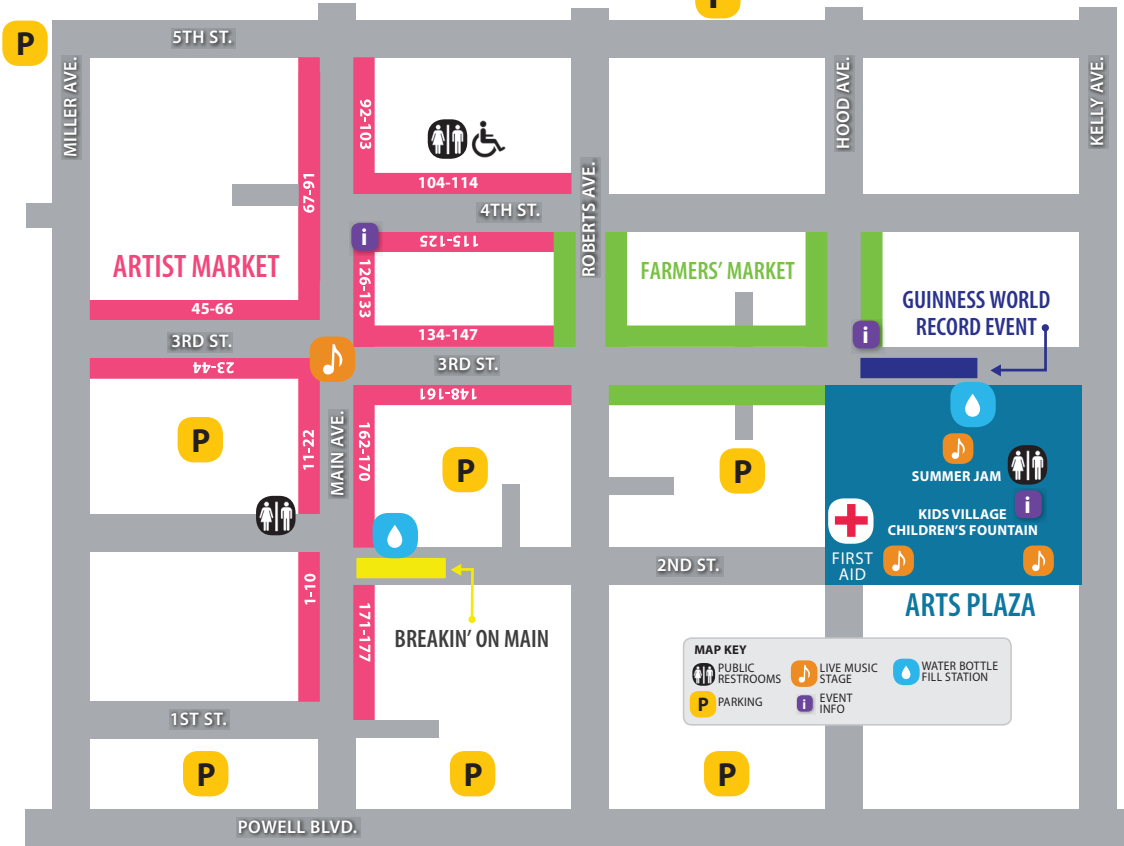 P
P
5TH ST.
MILLER AVE.
HOOD AVE.
KELLY AVE.
92-103
104-114
67-91
4TH ST.
ROBERTS AVE.
i
115-125
ARTIST MARKET
126-133
FARMERS' MARKET
45-66
GUINNESS WORLD
RECORD EVENT
134-147
i
3RD ST.
3RD ST.
23-44
148-161
P
11-22
MAIN AVE.
162-170
P
P
SUMMER JAM
i
KIDS VILLAGE
CHILDREN'S FOUNTAIN
FIRST
AID
2ND ST.
1-10
171-177
BREAKIN' ON MAIN
ARTS PLAZA
MAP KEY
PUBLIC
RESTROOMS
LIVE MUSIC
STAGE
WATER BOTTLE
FILL STATION
P PARKING
i EVENT
INFO
1ST ST.
P
P
P
POWELL BLVD.